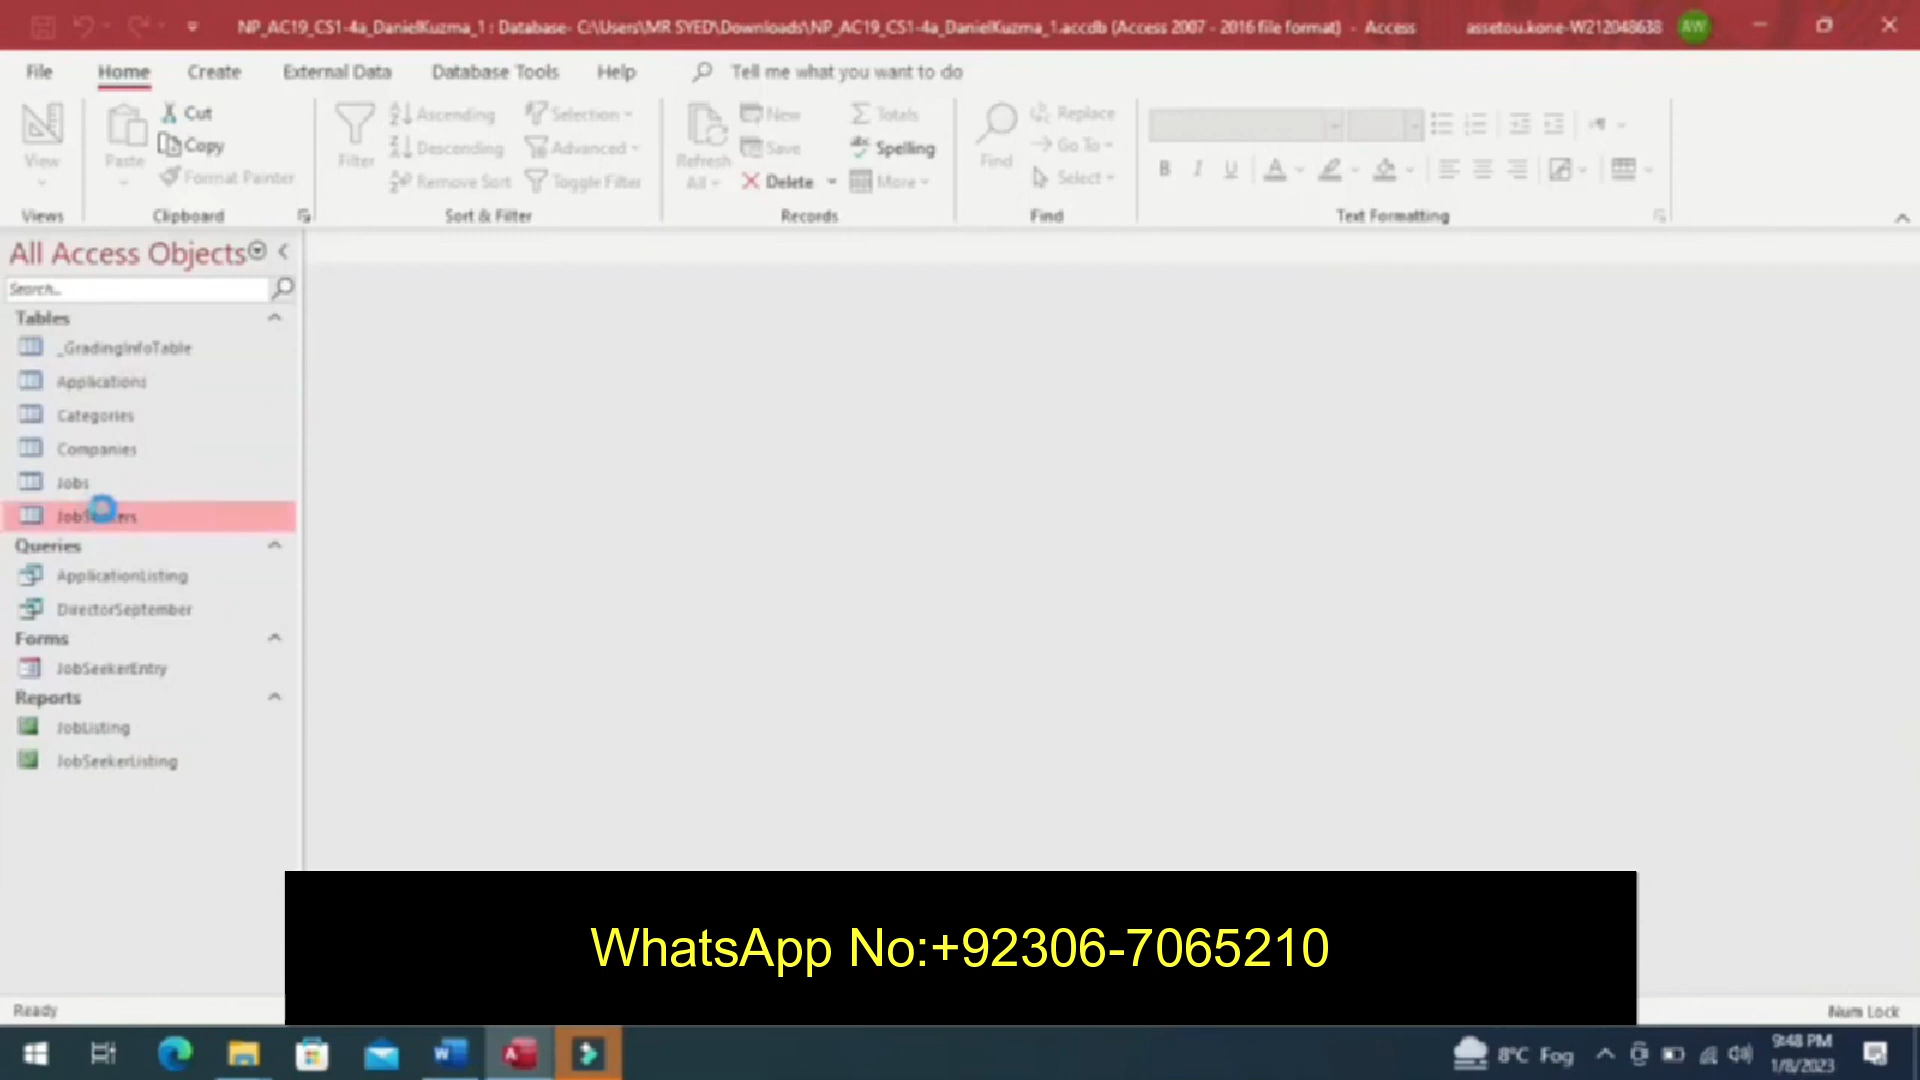 NP_AC19_CS1-4a_DanielKuzma_1 : Database- C:\Users\MR SYED\Downloads\NP_AC19_CS1-4a_DanielKuzma_1.accdb (Access 2007 - 2016 file format) - Access
assetou.kone-W212048638
AW
File
Home
Create
External Data
Database Tools
Help
Tell me what you want to do
View
Views
Paste
Cut
Copy
Format Painter
Clipboard
Filter
Ascending
Descending
Remove Sort
Selection
Advanced
Toggle Filter
Sort & Filter
Refresh
All
New
Save
Delete
Totals
Spelling
More
Records
Find
Replace
Go To
Select
Find
B I U A
Text Formatting
All Access Objects
Search...
Tables
_GradingInfoTable
Applications
Categories
Companies
Jobs
JobSeekers
Queries
ApplicationListing
DirectorSeptember
Forms
JobSeekerEntry
Reports
JobListing
JobSeekerListing
WhatsApp No:+92306-7065210
Ready
Num Lock
8°C Fog
9:48 PM
1/8/2023